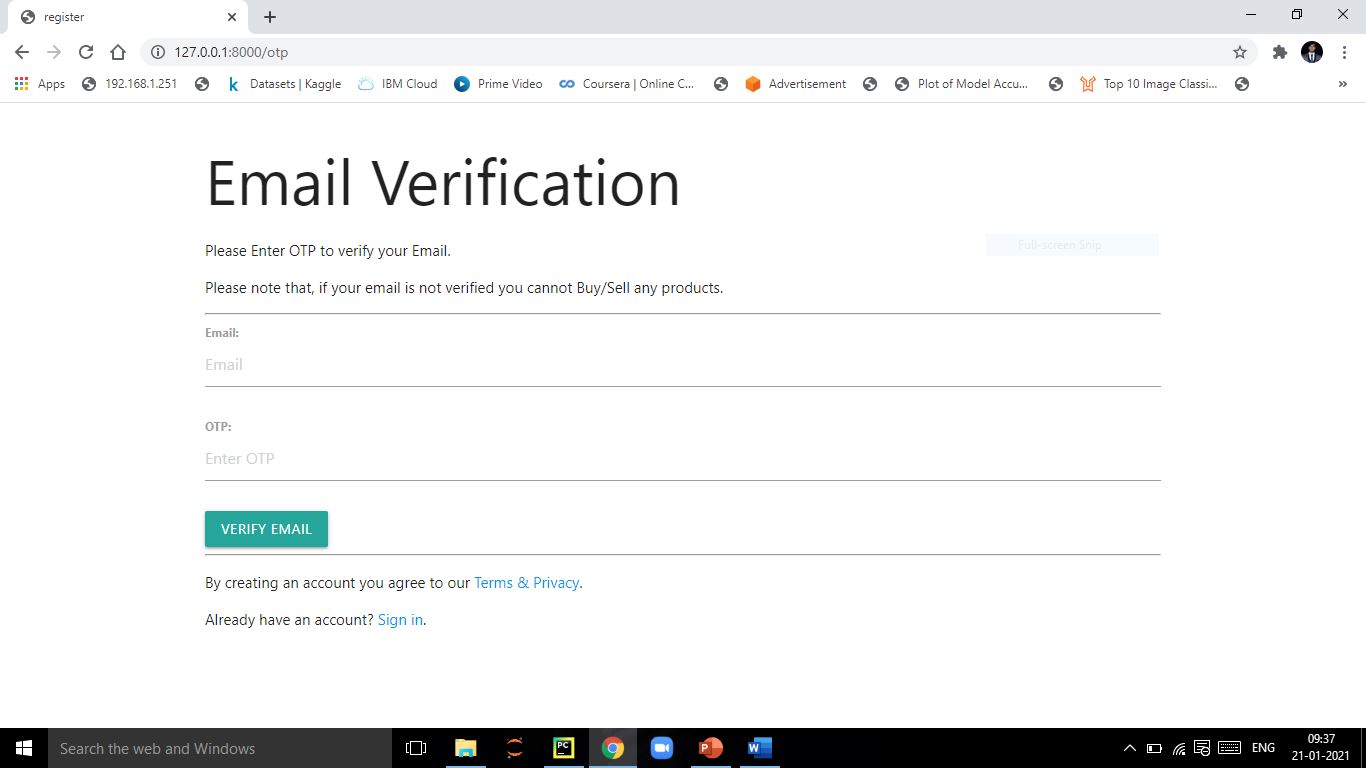 register
127.0.0.1:8000/otp
Apps 192.168.1.251 Datasets | Kaggle IBM Cloud Prime Video Coursera | Online C... Advertisement Plot of Model Accu... Top 10 Image Classi... »
Email Verification
Please Enter OTP to verify your Email.
Full-screen Snip
Please note that, if your email is not verified you cannot Buy/Sell any products.
Email:
Email
OTP:
Enter OTP
VERIFY EMAIL
By creating an account you agree to our Terms & Privacy.
Already have an account? Sign in.
Search the web and Windows
ENG
09:37
21-01-2021